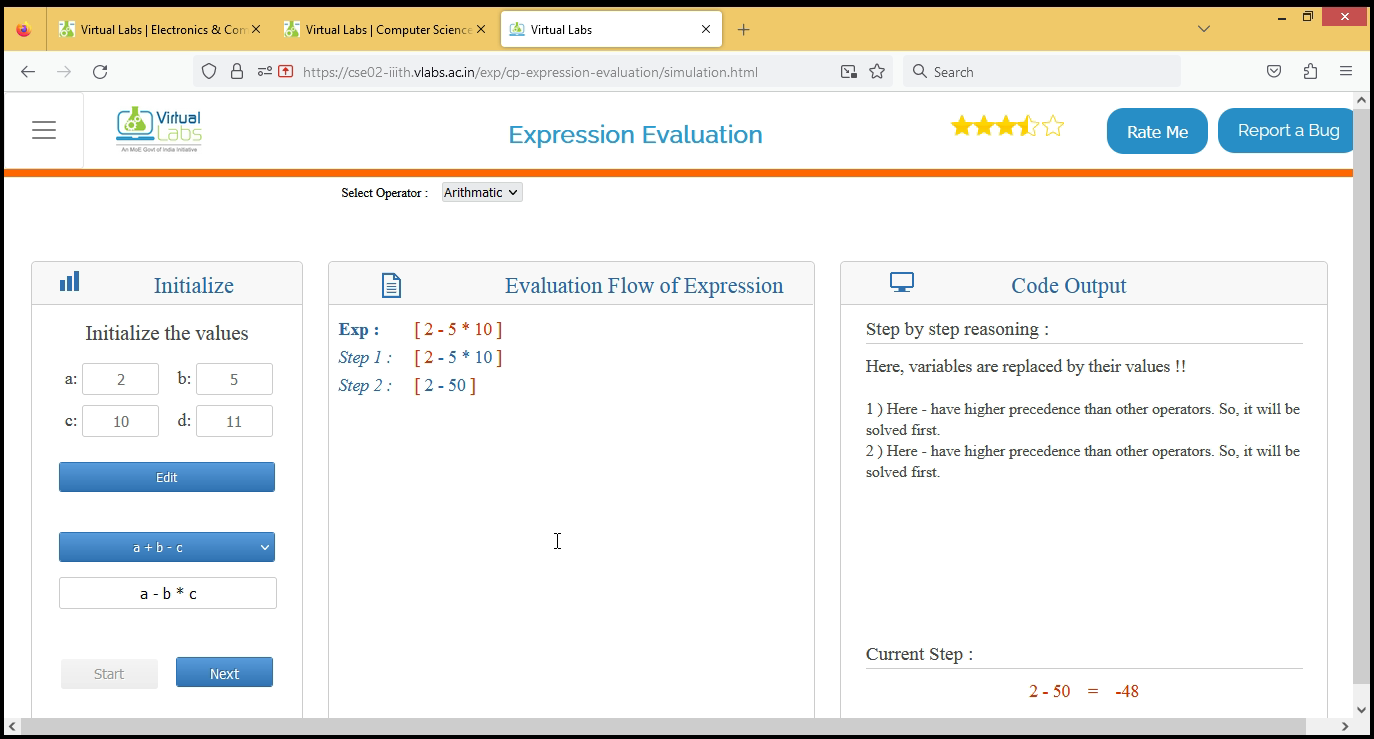 Virtual Labs | Electronics & Con
Virtual Labs | Computer Science
Virtual Labs
https://cse02-iiith.vlabs.ac.in/exp/cp-expression-evaluation/simulation.html
Search
Virtual
Labs
An MoE Govt of India Initiative
Expression Evaluation
Rate Me
Report a Bug
Select Operator :
Arithmatic
Initialize
Initialize the values
a: 2 b: 5
c: 10 d: 11
Edit
a + b - c
a - b * c
Start Next
Evaluation Flow of Expression
Exp : [ 2 - 5 * 10 ]
Step 1 : [ 2 - 5 * 10 ]
Step 2 : [ 2 - 50 ]
Code Output
Step by step reasoning :
Here, variables are replaced by their values !!
1 ) Here - have higher precedence than other operators. So, it will be
solved first.
2 ) Here - have higher precedence than other operators. So, it will be
solved first.
Current Step :
2 - 50 = -48